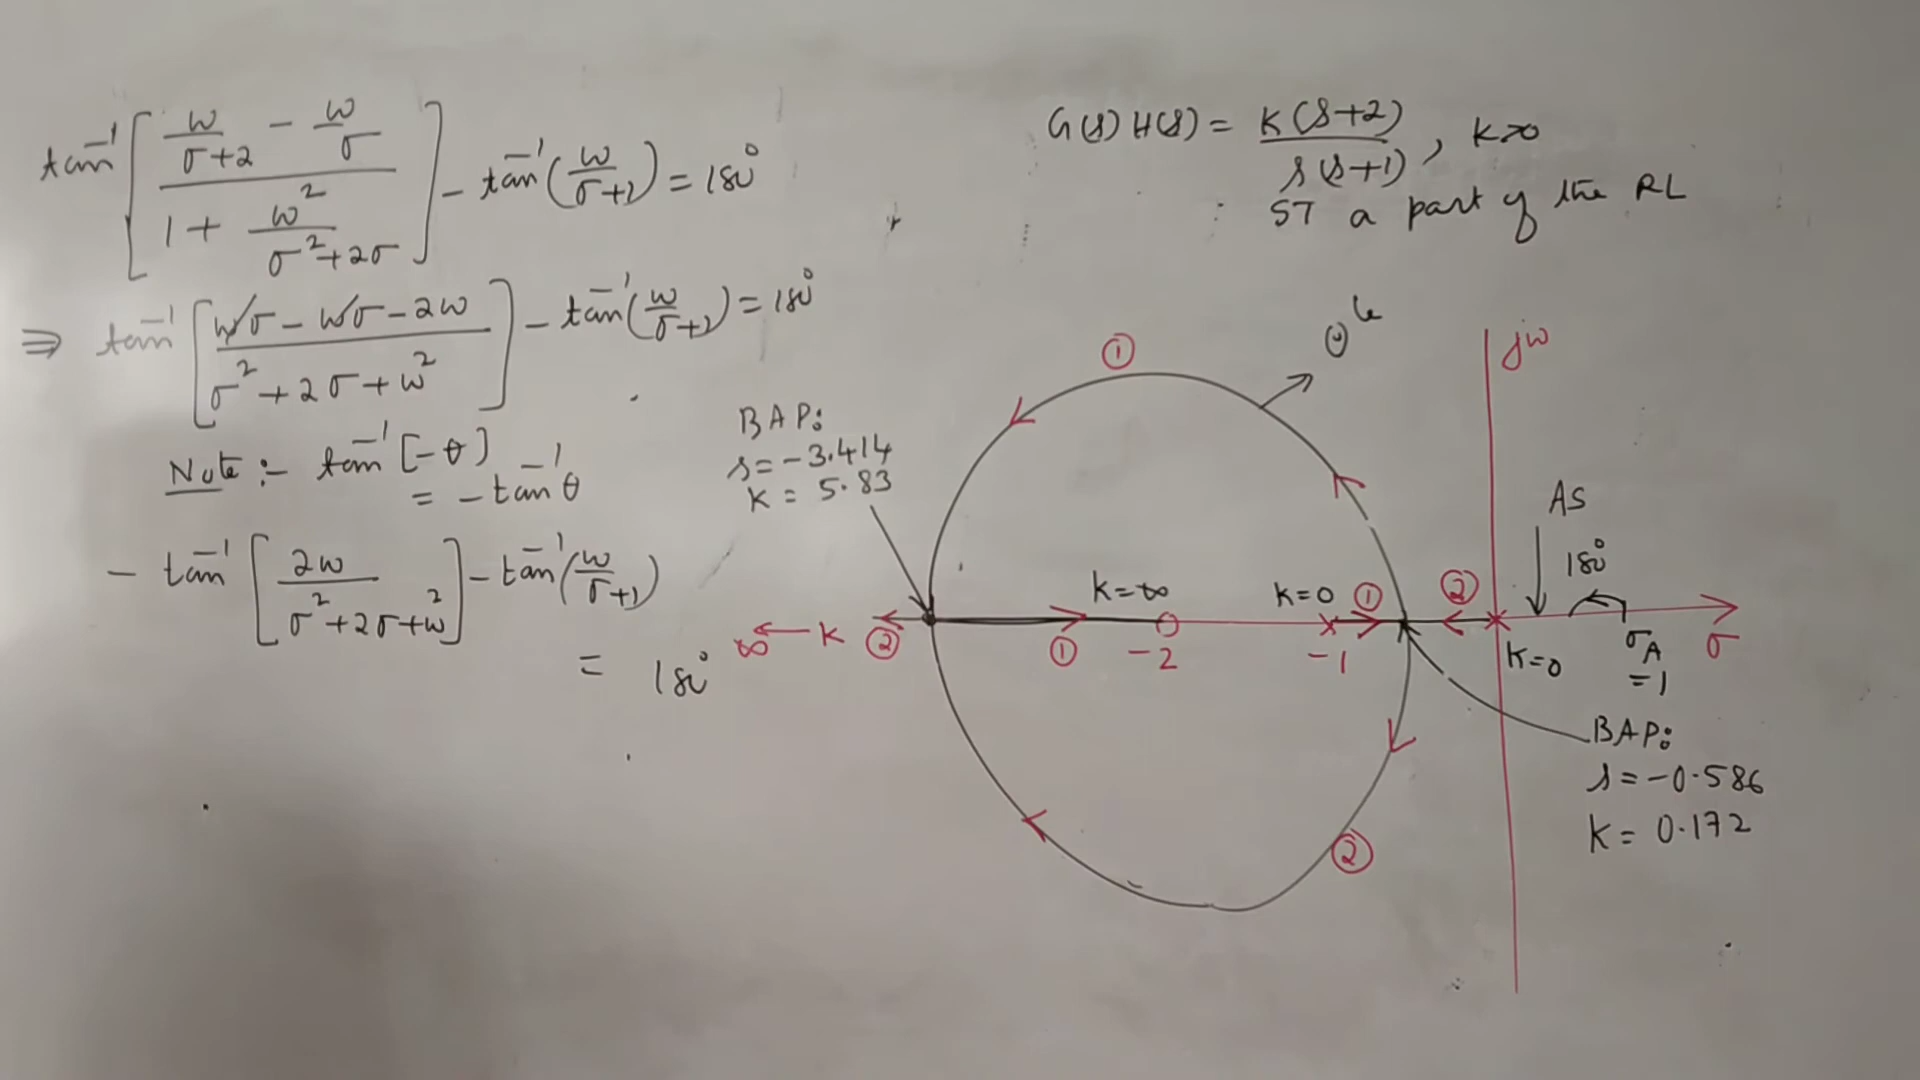 tan⁻¹[((ω/(σ+2)) - (ω/σ))/(1 + ω²/(σ²+2σ))] - tan⁻¹(ω/(σ+1)) = 180°
⇒ tan⁻¹[(ωσ - ωσ - 2ω)/(σ²+2σ+ω²)] - tan⁻¹(ω/(σ+1)) = 180°
Note :- tan⁻¹[-θ]
= -tan⁻¹θ
- tan⁻¹[2ω/(σ²+2σ+ω²)] - tan⁻¹(ω/(σ+1))
= 180°
G(s)H(s) = K(s+2)/(s(s+1)), K>0
ST a part of the RL
is
①
jω
BAP:
s=-3.414
K = 5.83
AS
180°
K=∞
K=0
①
②
∞ ← K
②
①
-2
-1
K=0
σA
=1
σ
BAP:
s=-0.586
K= 0.172
②